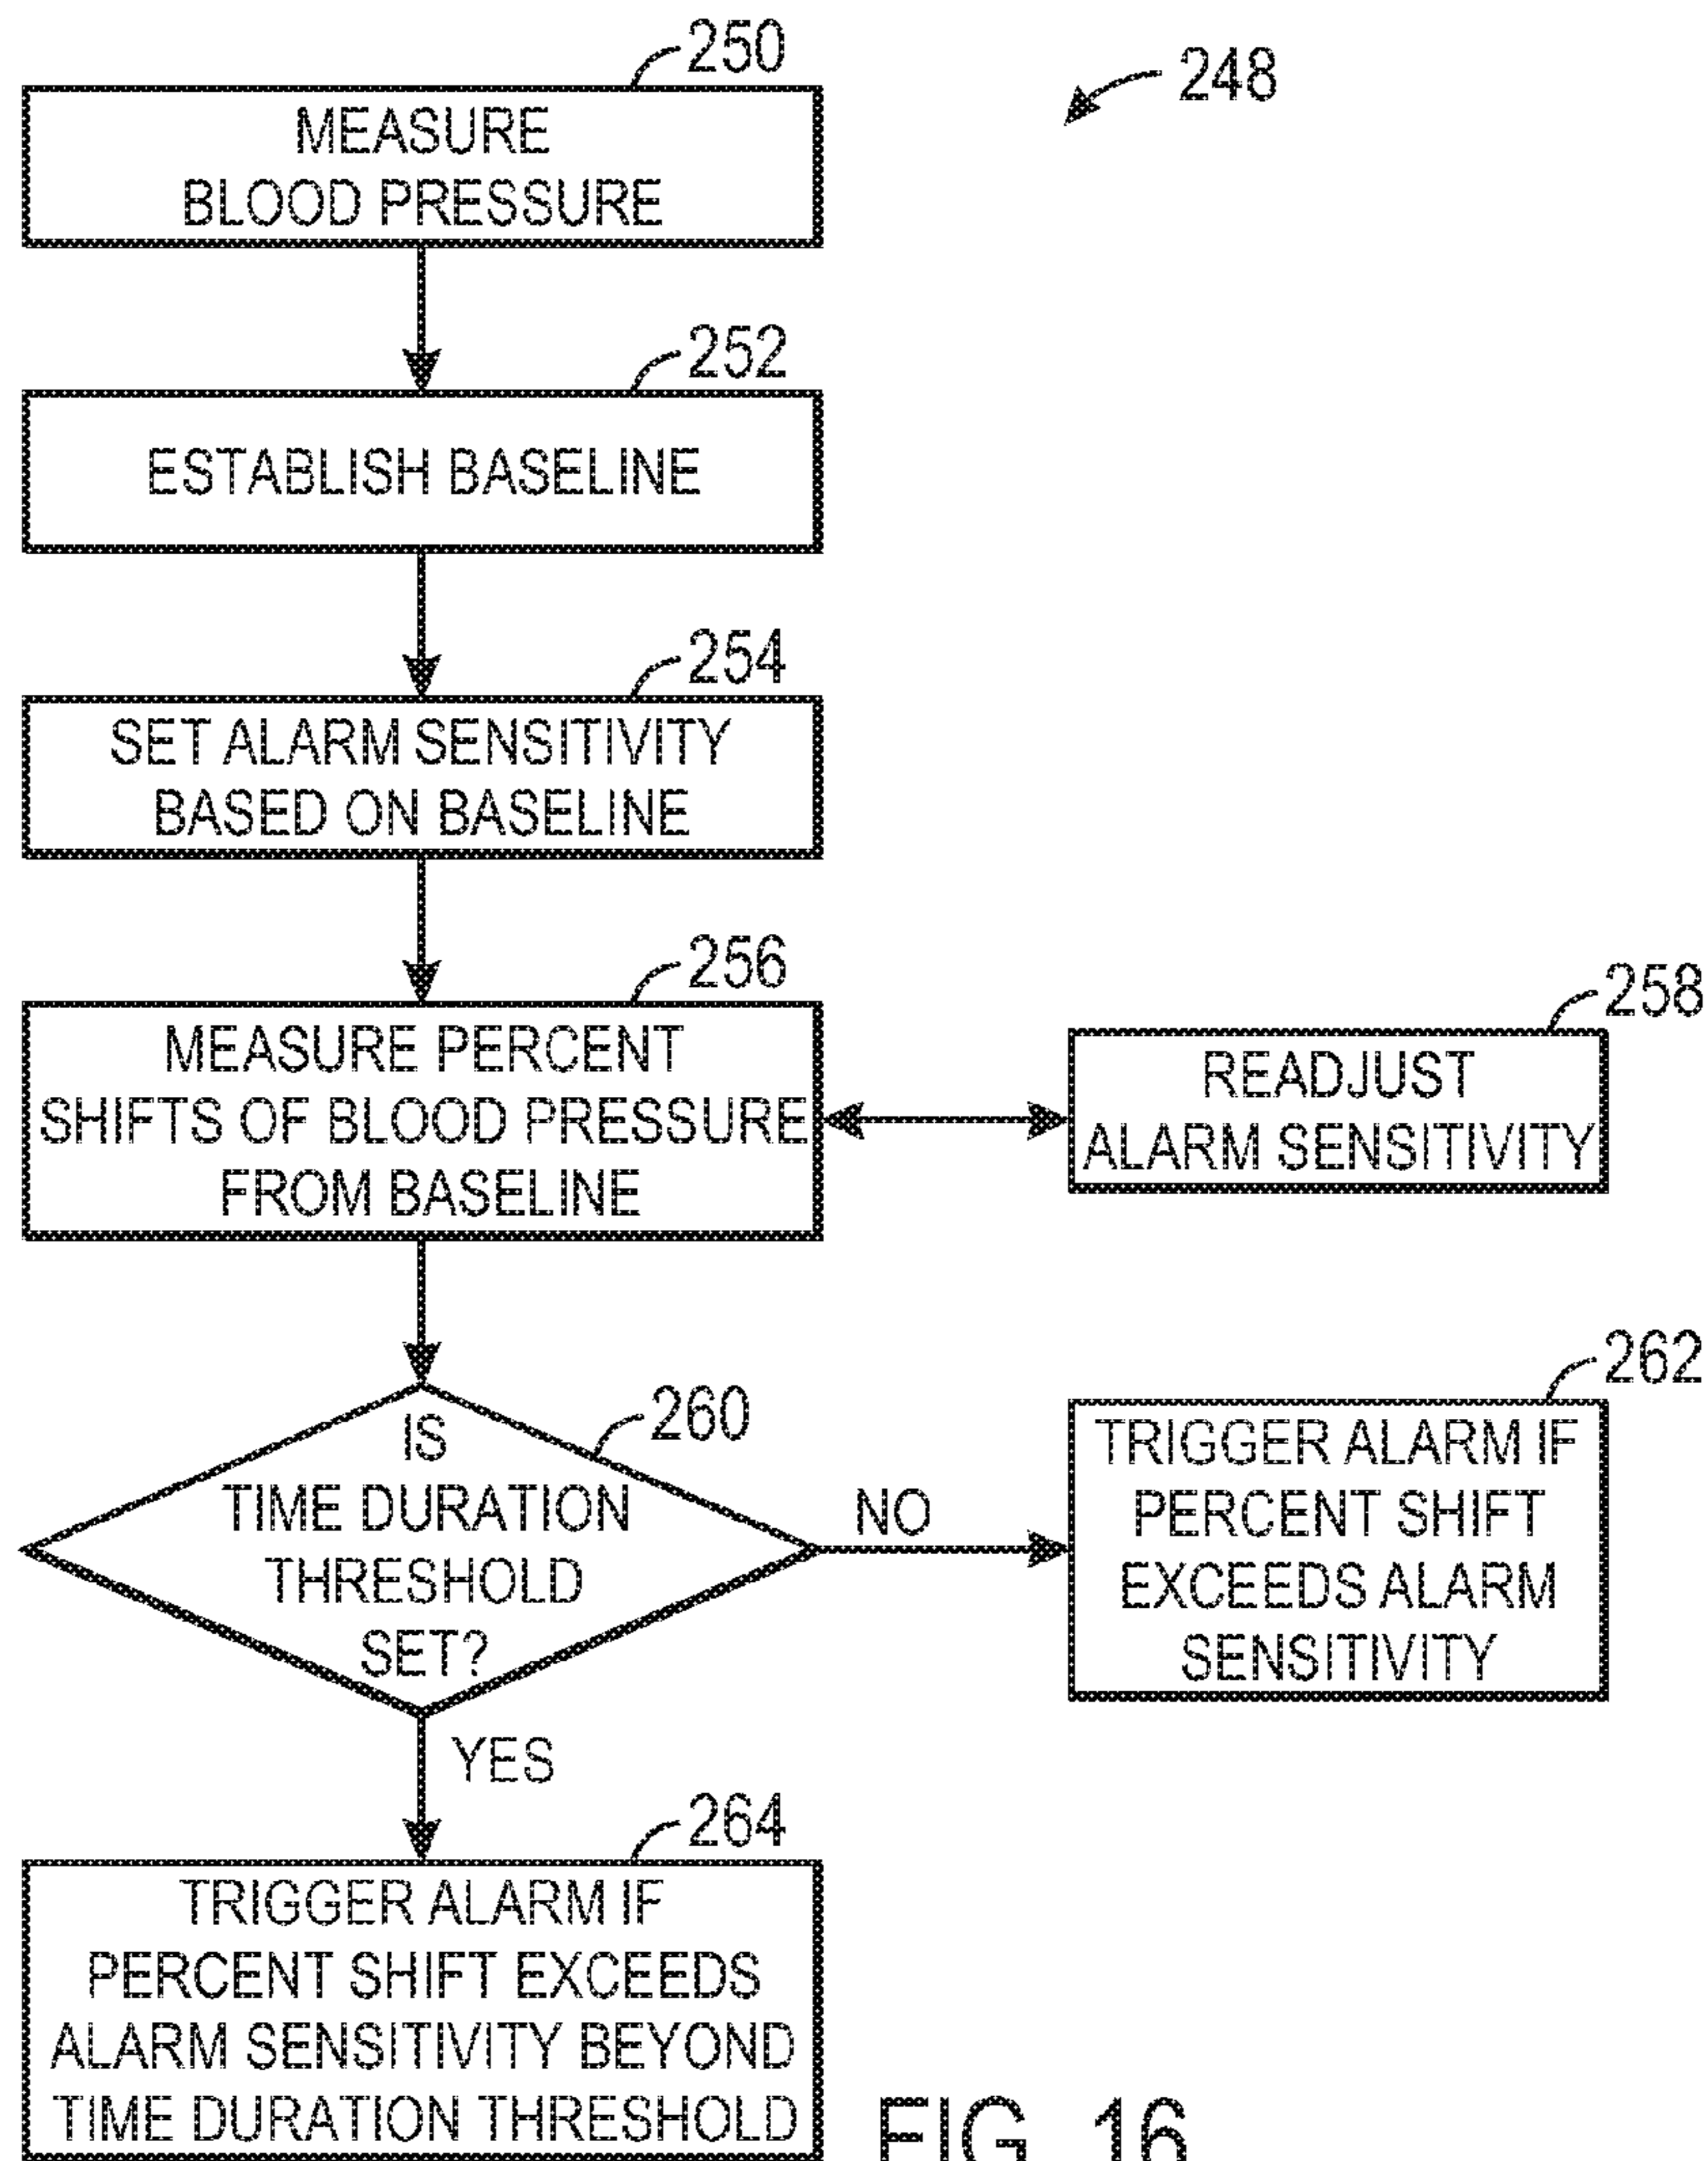 250
248
MEASURE
BLOOD PRESSURE
252
ESTABLISH BASELINE
254
SET ALARM SENSITIVITY
BASED ON BASELINE
256
MEASURE PERCENT
SHIFTS OF BLOOD PRESSURE
FROM BASELINE
258
READJUST
ALARM SENSITIVITY
260
IS
TIME DURATION
THRESHOLD
SET?
NO
262
TRIGGER ALARM IF
PERCENT SHIFT
EXCEEDS ALARM
SENSITIVITY
YES
264
TRIGGER ALARM IF
PERCENT SHIFT EXCEEDS
ALARM SENSITIVITY BEYOND
TIME DURATION THRESHOLD
FIG. 16